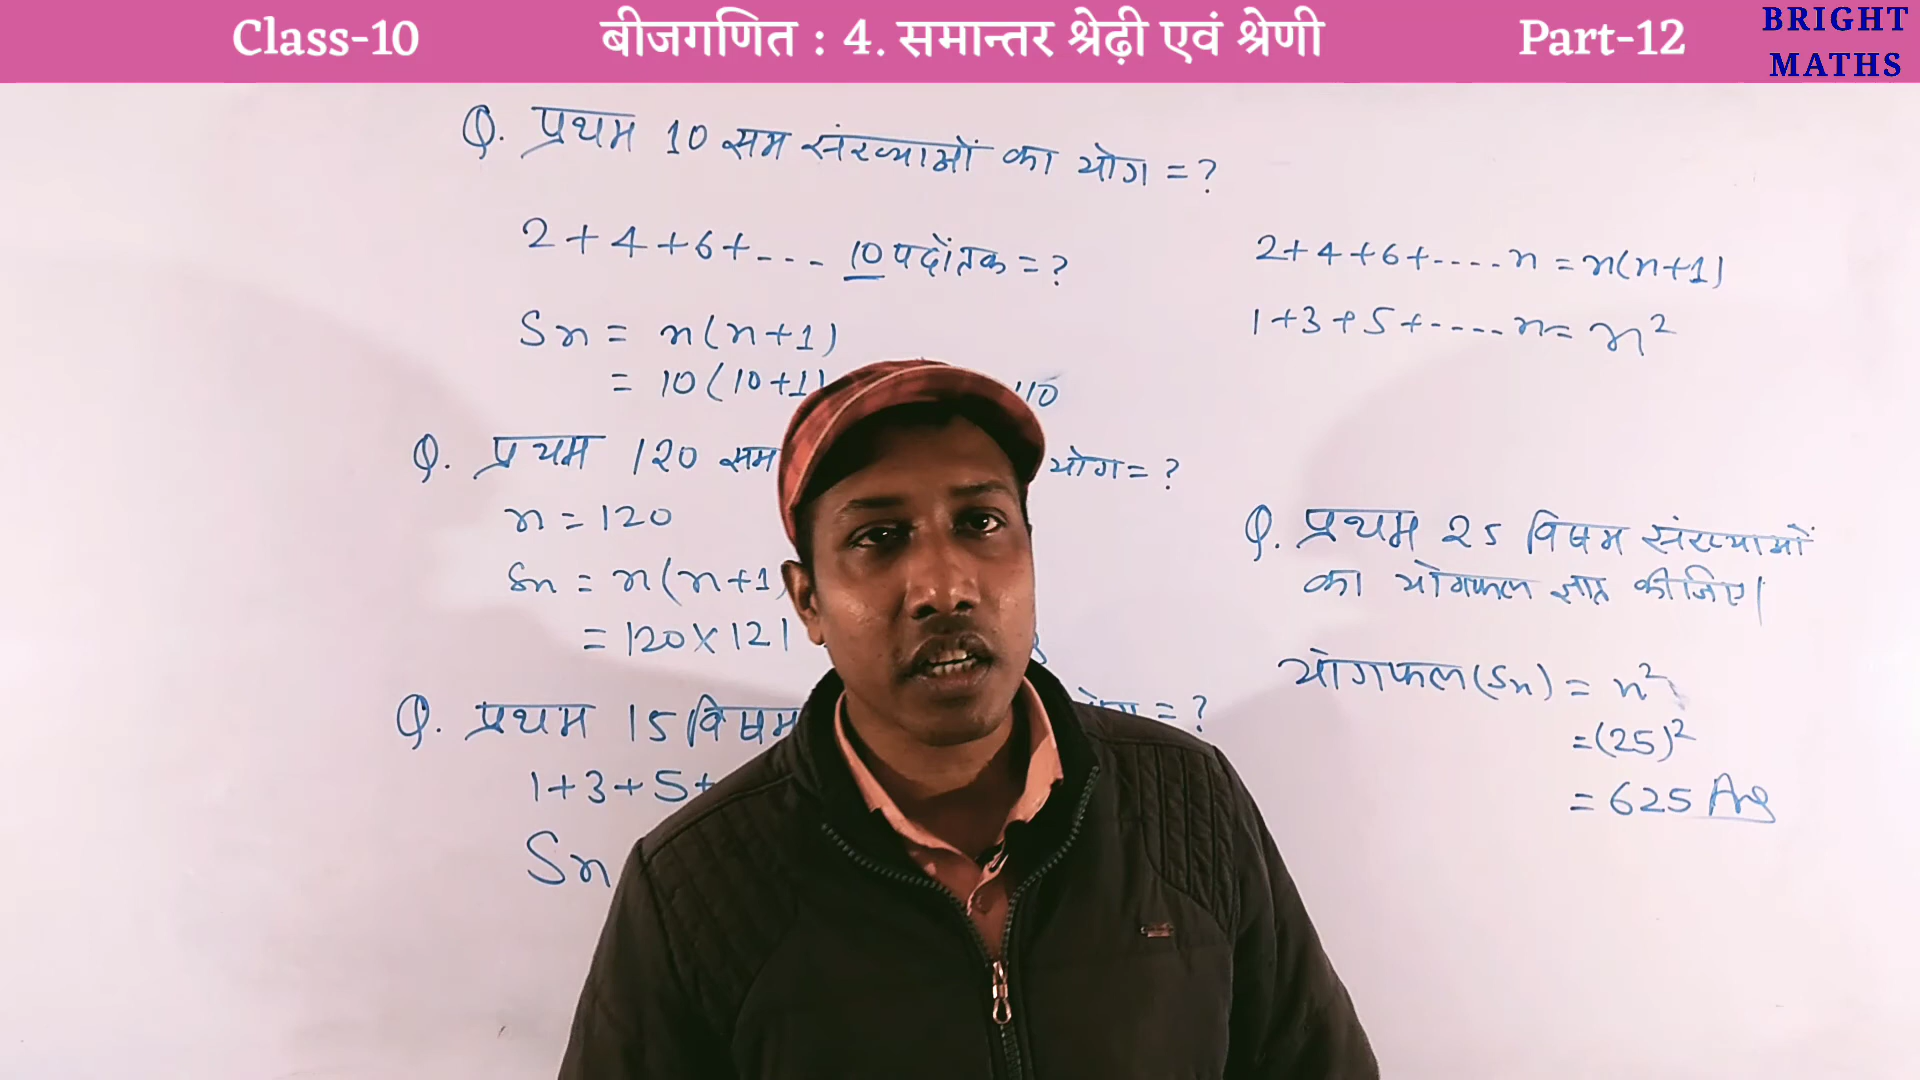 Class-10 बीजगणित : 4. समान्तर श्रेढ़ी एवं श्रेणी Part-12 BRIGHT MATHS
Q. प्रथम 10 सम संख्याओं का योग = ?
2+4+6+--- 10 पदों तक = ?
Sn = n(n+1)
= 10(10+1) 110
Q. प्रथम 120 सम योग = ?
n = 120
Sn = n(n+1
= 120×121
Q. प्रथम 15 विषम योग = ?
1+3+5+
Sn
2+4+6+----n = n(n+1)
1+3+5+----n = n²
Q. प्रथम 25 विषम संख्याओं
का योगफल ज्ञात कीजिए|
योगफल(Sn) = n²
=(25)²
= 625 Ans